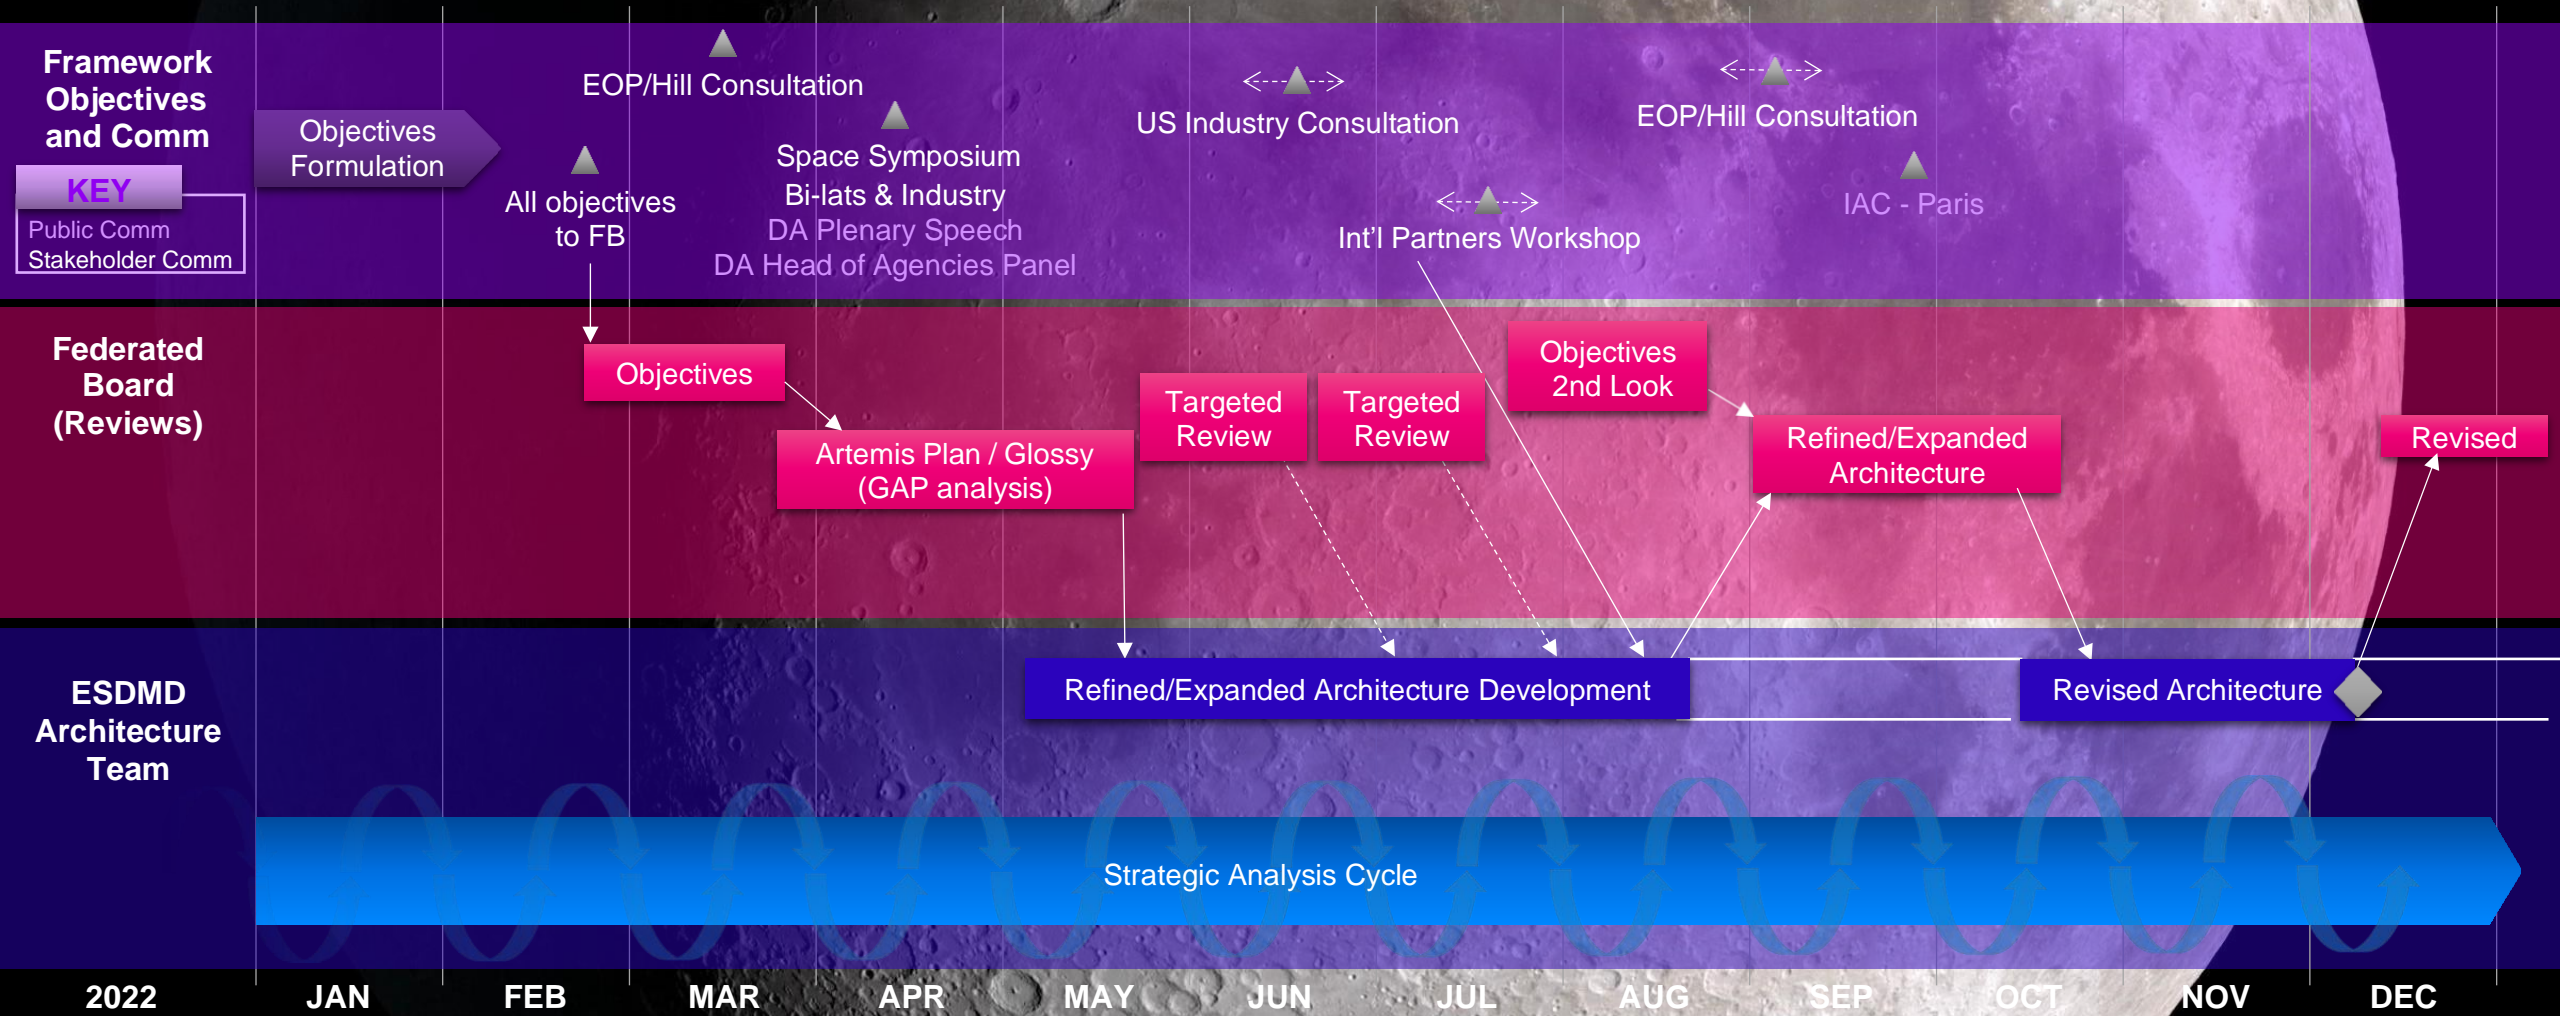 Framework
Objectives
and Comm
KEY
Public Comm
Stakeholder Comm
Objectives
Formulation
All objectives
to FB
EOP/Hill Consultation
Space Symposium
Bi-lats & Industry
DA Plenary Speech
DA Head of Agencies Panel
US Industry Consultation
Int'l Partners Workshop
EOP/Hill Consultation
IAC - Paris
Federated
Board
(Reviews)
Objectives
Artemis Plan / Glossy
(GAP analysis)
Targeted
Review
Targeted
Review
Objectives
2nd Look
Refined/Expanded
Architecture
Revised
ESDMD
Architecture
Team
Refined/Expanded Architecture Development
Revised Architecture
Strategic Analysis Cycle
2022 JAN FEB MAR APR MAY JUN JUL AUG SEP OCT NOV DEC